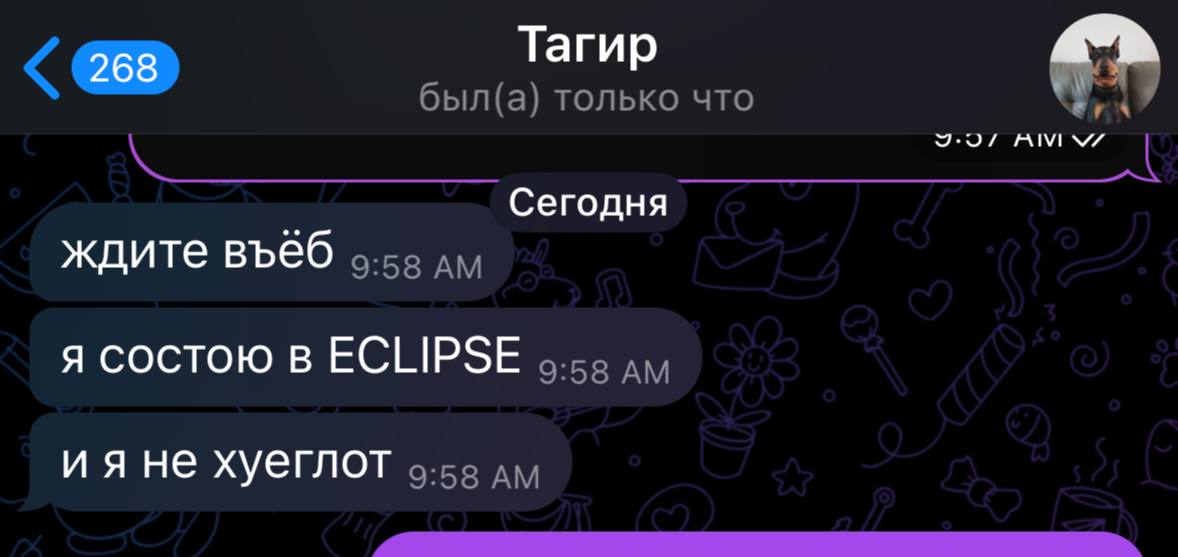 268
Тагир
был(а) только что
9:57 AM
Сегодня
ждите въёб 9:58 AM
я состою в ECLIPSE 9:58 AM
и я не хуеглот 9:58 AM